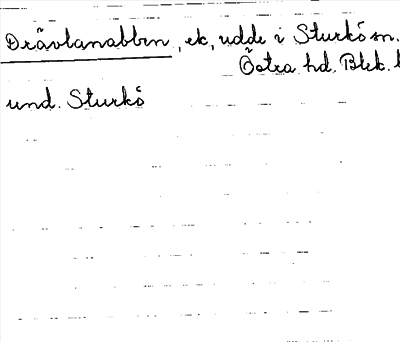 Drävlanabben, ek, udde i Sturkö sn.
Östra hd. Blek. l
und. Sturkö